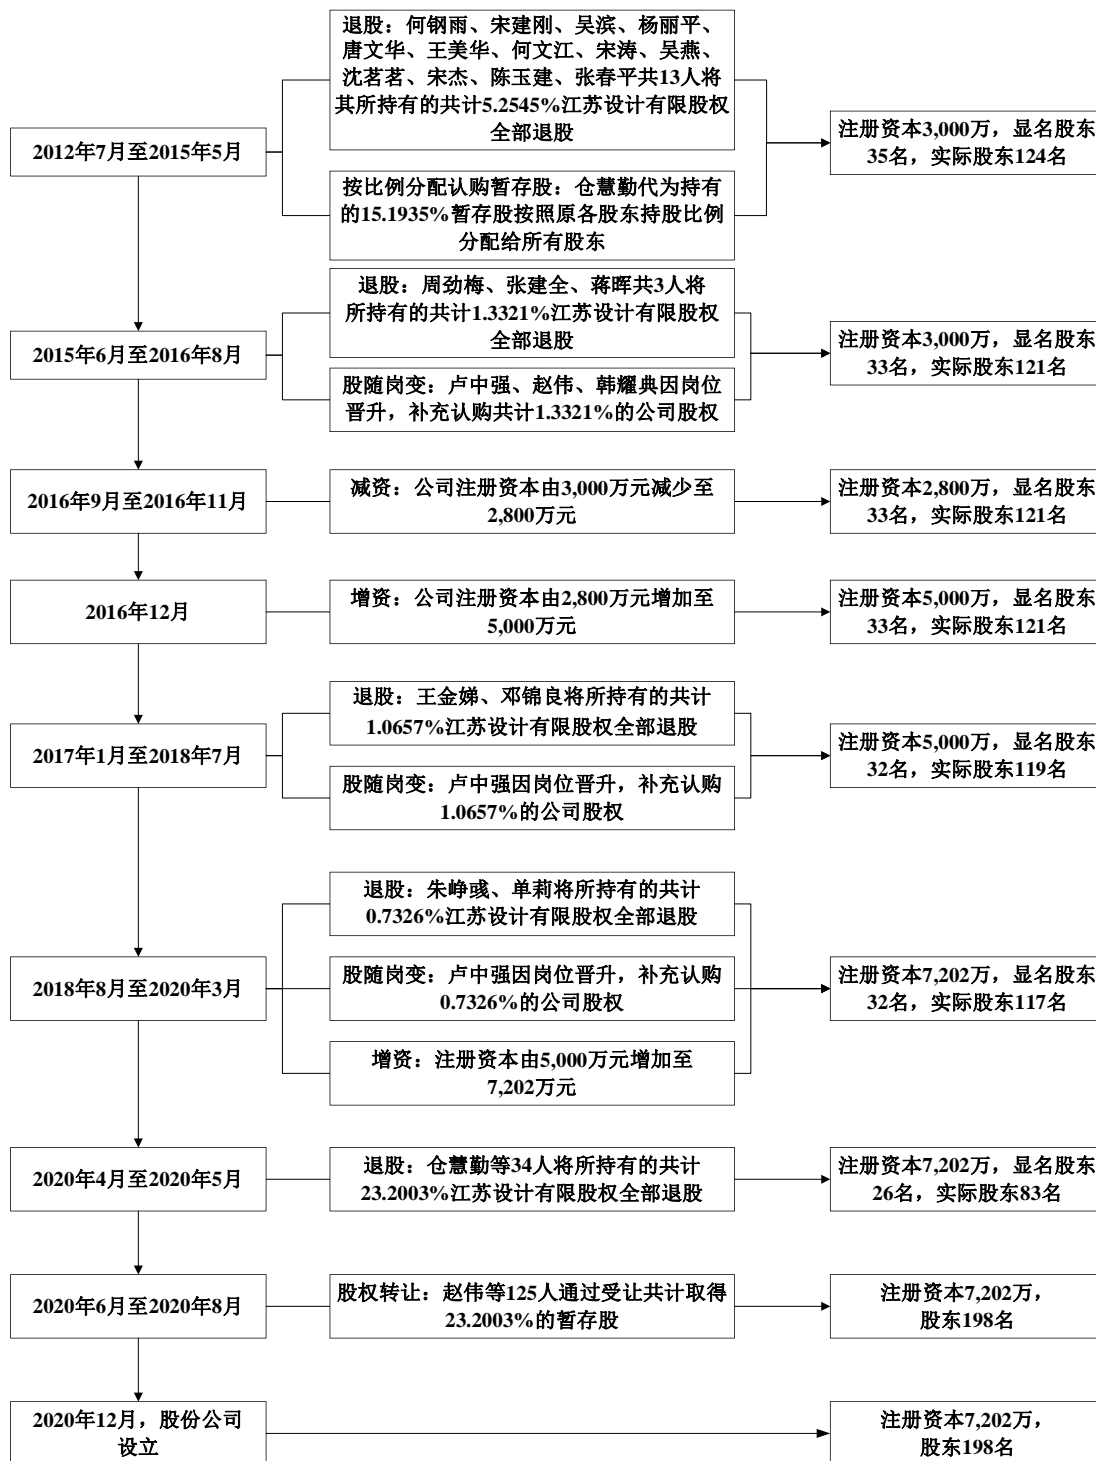 退股：何钢雨、宋建刚、吴滨、杨丽平、
唐文华、王美华、何文江、宋涛、吴燕、
沈茗茗、宋杰、陈玉建、张春平共13人将
其所持有的共计5.2545%江苏设计有限股权
全部退股
2012年7月至2015年5月
注册资本3,000万，显名股东
35名，实际股东124名
按比例分配认购暂存股：仓慧勤代为持有
的15.1935%暂存股按照原各股东持股比例
分配给所有股东
退股：周劲梅、张建全、蒋晖共3人将
所持有的共计1.3321%江苏设计有限股权
全部退股
2015年6月至2016年8月
注册资本3,000万，显名股东
33名，实际股东121名
股随岗变：卢中强、赵伟、韩耀典因岗位
晋升，补充认购共计1.3321%的公司股权
2016年9月至2016年11月
减资：公司注册资本由3,000万元减少至
2,800万元
注册资本2,800万，显名股东
33名，实际股东121名
2016年12月
增资：公司注册资本由2,800万元增加至
5,000万元
注册资本5,000万，显名股东
33名，实际股东121名
退股：王金娣、邓锦良将所持有的共计
1.0657%江苏设计有限股权全部退股
2017年1月至2018年7月
注册资本5,000万，显名股东
32名，实际股东119名
股随岗变：卢中强因岗位晋升，补充认购
1.0657%的公司股权
退股：朱峥彧、单莉将所持有的共计
0.7326%江苏设计有限股权全部退股
2018年8月至2020年3月
股随岗变：卢中强因岗位晋升，补充认购
0.7326%的公司股权
注册资本7,202万，显名股东
32名，实际股东117名
增资：注册资本由5,000万元增加至
7,202万元
2020年4月至2020年5月
退股：仓慧勤等34人将所持有的共计
23.2003%江苏设计有限股权全部退股
注册资本7,202万，显名股东
26名，实际股东83名
2020年6月至2020年8月
股权转让：赵伟等125人通过受让共计取得
23.2003%的暂存股
注册资本7,202万，
股东198名
2020年12月，股份公司
设立
注册资本7,202万，
股东198名